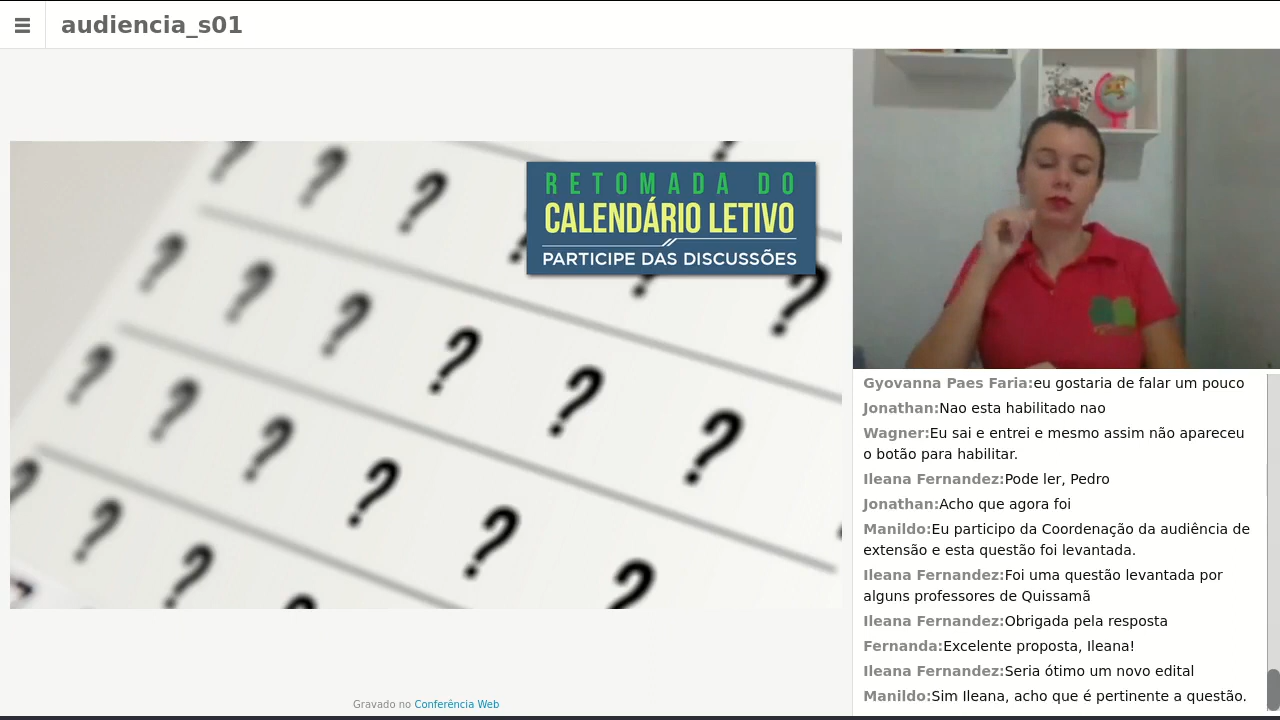 audiencia_s01
RETOMADA DO
CALENDÁRIO LETIVO
PARTICIPE DAS DISCUSSÕES
? ? ? ?
? ? ? ? ? ?
? ? ? ? ? ?
? ? ? ? ? ?
Gyovanna Paes Faria:eu gostaria de falar um pouco
Jonathan:Nao esta habilitado nao
Wagner:Eu sai e entrei e mesmo assim não apareceu
o botão para habilitar.
Ileana Fernandez:Pode ler, Pedro
Jonathan:Acho que agora foi
Manildo:Eu participo da Coordenação da audiência de
extensão e esta questão foi levantada.
Ileana Fernandez:Foi uma questão levantada por
alguns professores de Quissamã
Ileana Fernandez:Obrigada pela resposta
Fernanda:Excelente proposta, Ileana!
Ileana Fernandez:Seria ótimo um novo edital
Manildo:Sim Ileana, acho que é pertinente a questão.
Gravado no Conferência Web